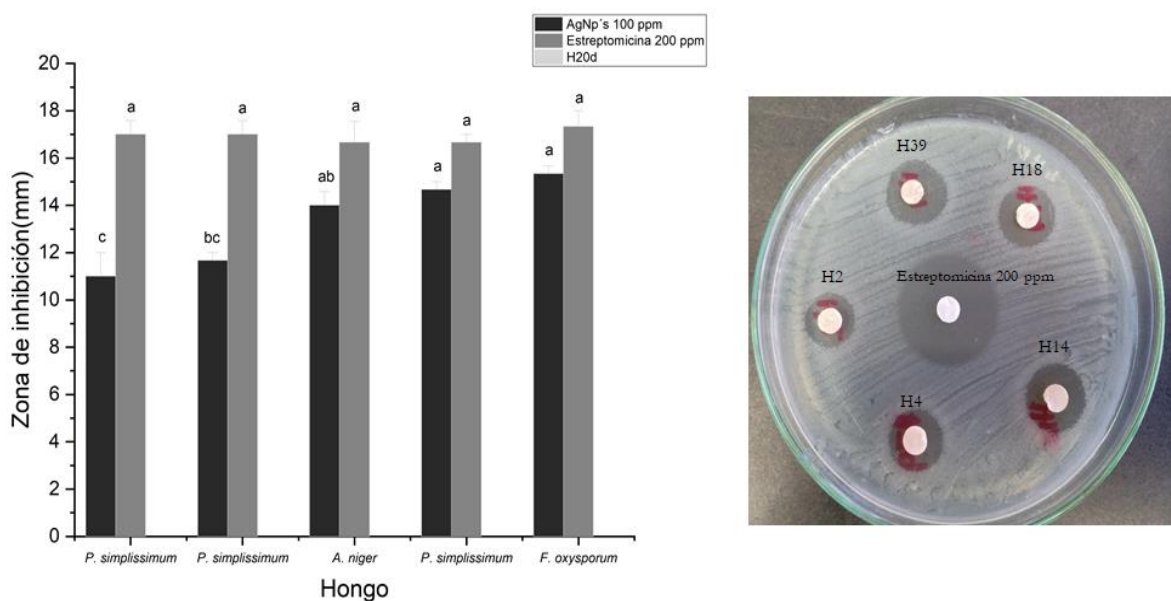 AgNp´s 100 ppm
Estreptomicina 200 ppm
H20d
Zona de inhibición(mm)
20
18
16
14
12
10
8
6
4
2
0
c
a
bc
a
ab
a
a
a
a
a
P. simplissimum
P. simplissimum
A. niger
P. simplissimum
F. oxysporum
Hongo
H39
H18
H2
Estreptomicina 200 ppm
H14
H4